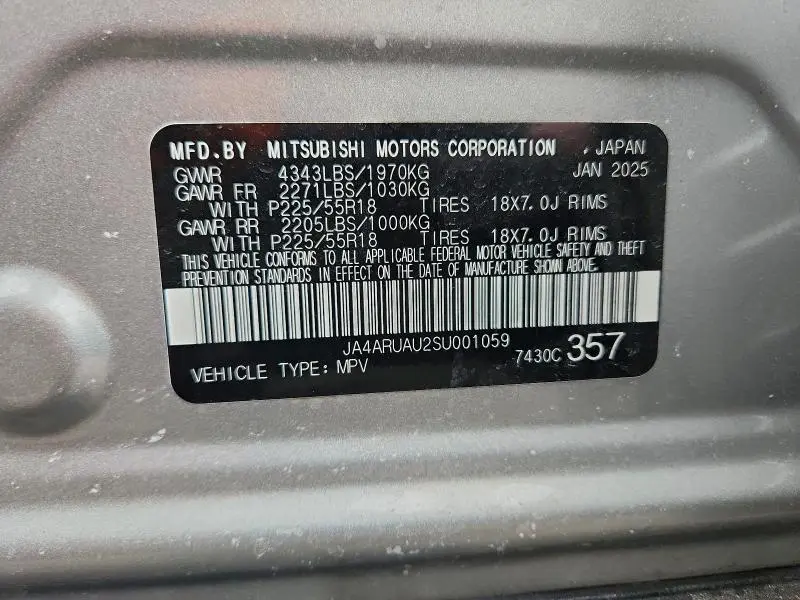 MFD.BY MITSUBISHI MOTORS CORPORATION , JAPAN
GVWR 4343LBS/1970KG JAN 2025
GAWR FR 2271LBS/1030KG
WITH P225/55R18 TIRES 18X7.0J RIMS
GAWR RR 2205LBS/1000KG
WITH P225/55R18 TIRES 18X7.0J RIMS
THIS VEHICLE CONFORMS TO ALL APPLICABLE FEDERAL MOTOR VEHICLE SAFETY AND THEFT
PREVENTION STANDARDS IN EFFECT ON THE DATE OF MANUFACTURE SHOWN ABOVE.
JA4ARUAU2SU001059
VEHICLE TYPE: MPV 7430C 357